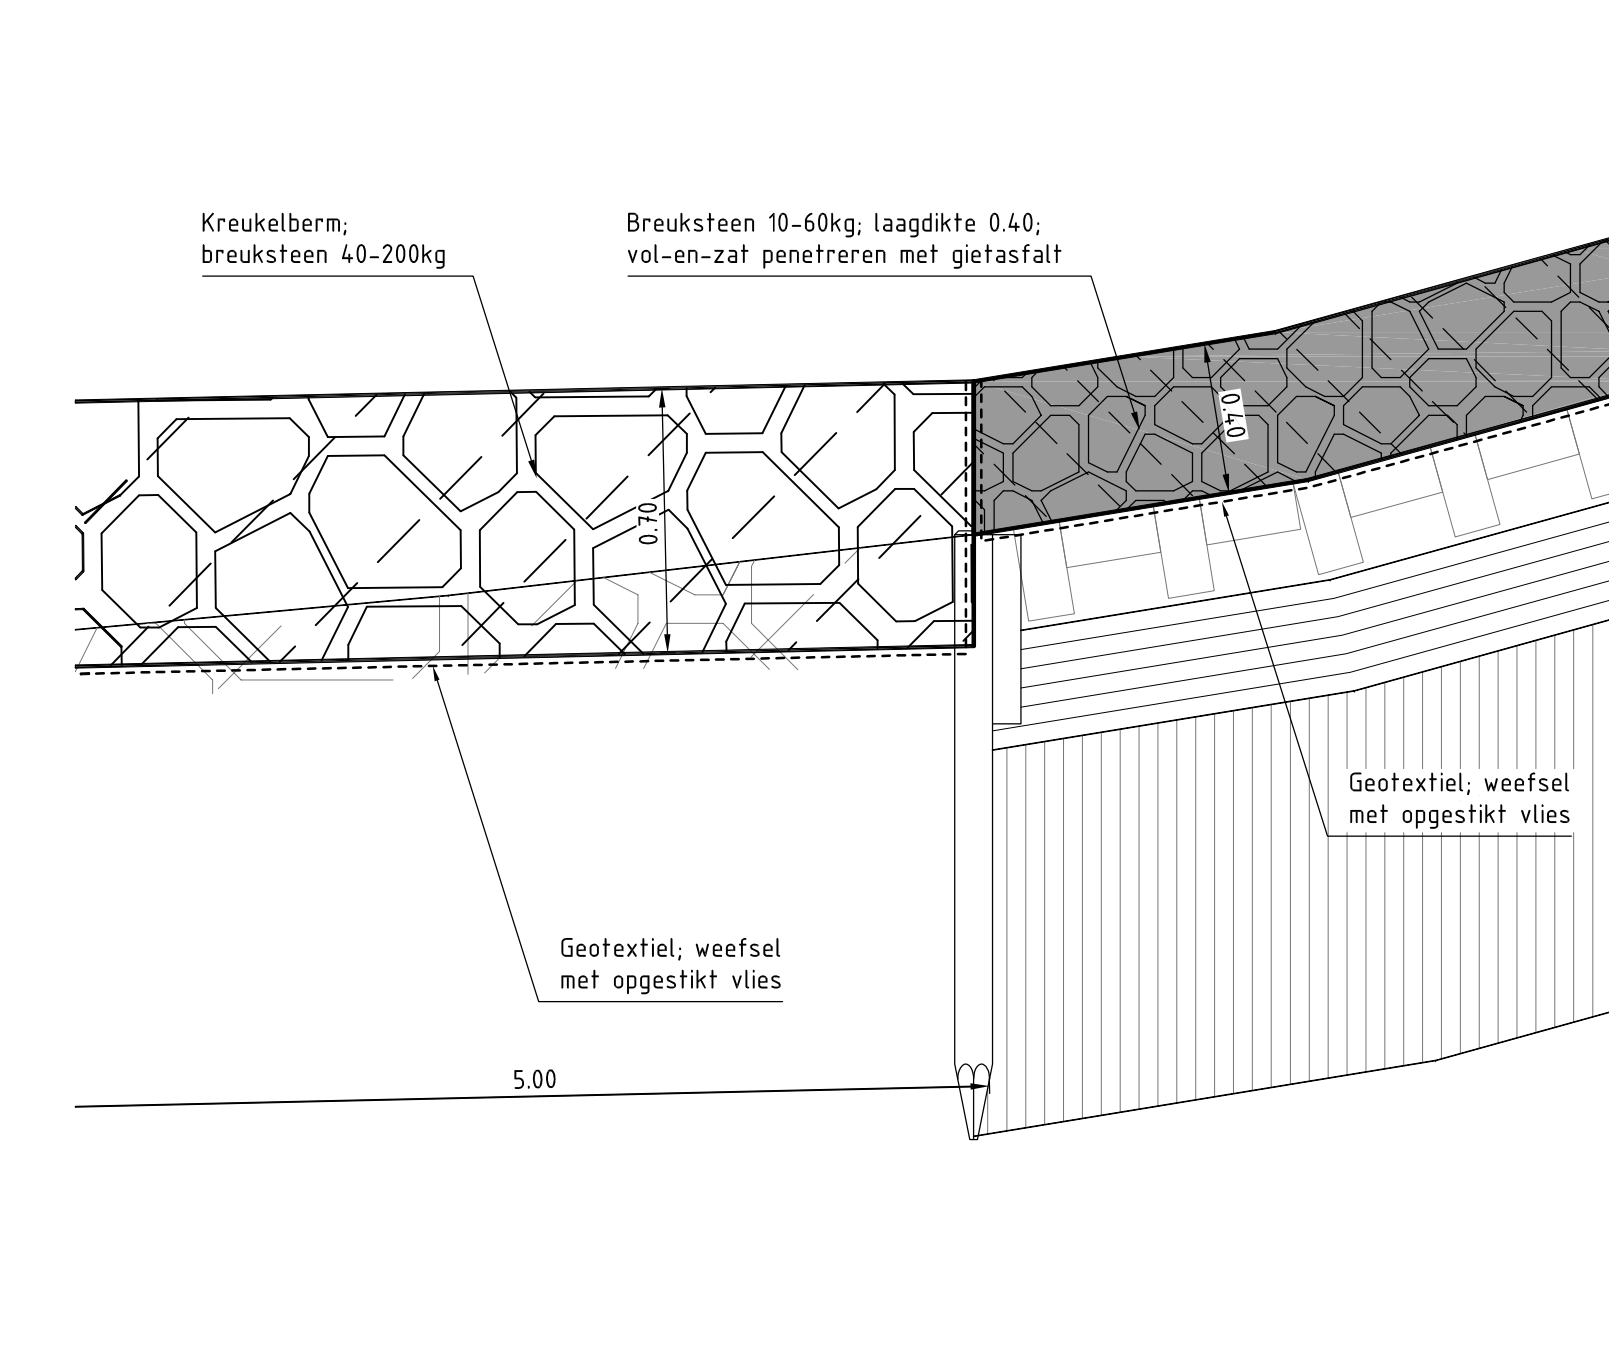 Kreukelberm;
breuksteen 40-200kg
Breuksteen 10-60kg; laagdikte 0.40;
vol-en-zat penetreren met gietasfalt
0.40
0.70
Geotextiel; weefsel
met opgestikt vlies
Geotextiel; weefsel
met opgestikt vlies
5.00